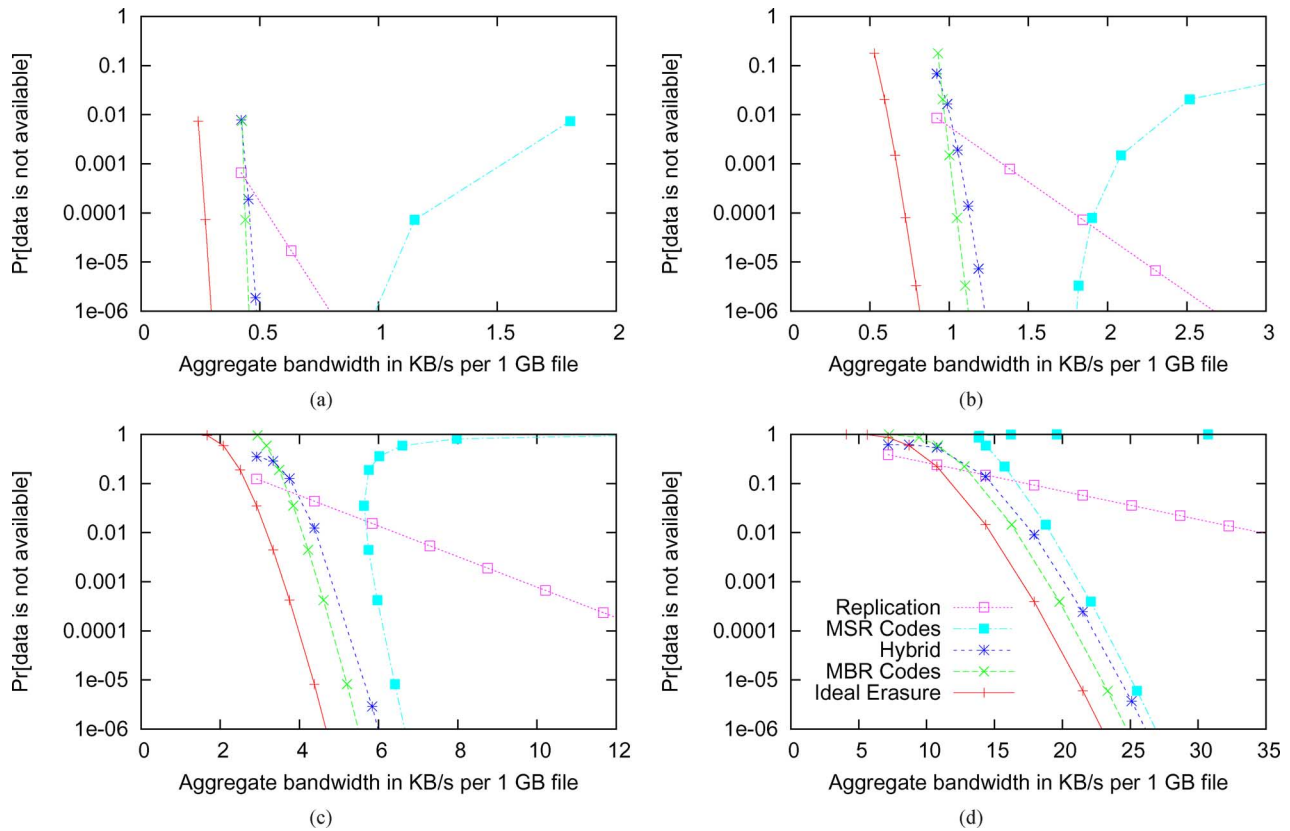 1
0.1
0.01
0.001
0.0001
1e-05
1e-06
Pr[data is not available]
0 0.5 1 1.5 2
Aggregate bandwidth in KB/s per 1 GB file
(a)
1
0.1
0.01
0.001
0.0001
1e-05
1e-06
Pr[data is not available]
0 0.5 1 1.5 2 2.5 3
Aggregate bandwidth in KB/s per 1 GB file
(b)
1
0.1
0.01
0.001
0.0001
1e-05
1e-06
Pr[data is not available]
0 2 4 6 8 10 12
Aggregate bandwidth in KB/s per 1 GB file
(c)
1
0.1
0.01
0.001
0.0001
1e-05
1e-06
Pr[data is not available]
Replication
MSR Codes
Hybrid
MBR Codes
Ideal Erasure
0 5 10 15 20 25 30 35
Aggregate bandwidth in KB/s per 1 GB file
(d)